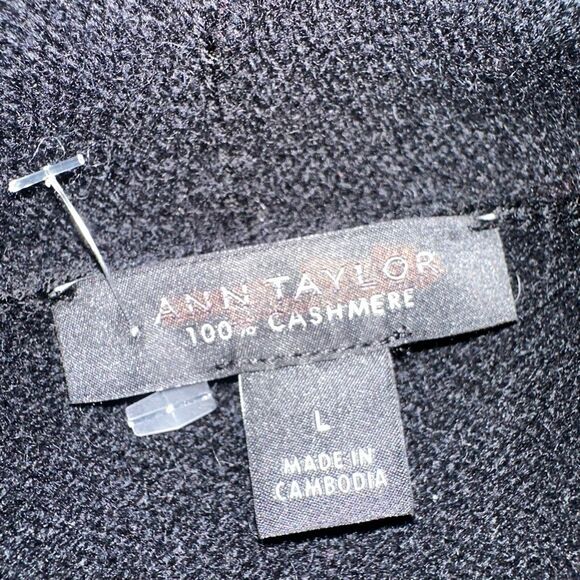 ANN TAYLOR
100% CASHMERE
L
MADE IN
CAMBODIA